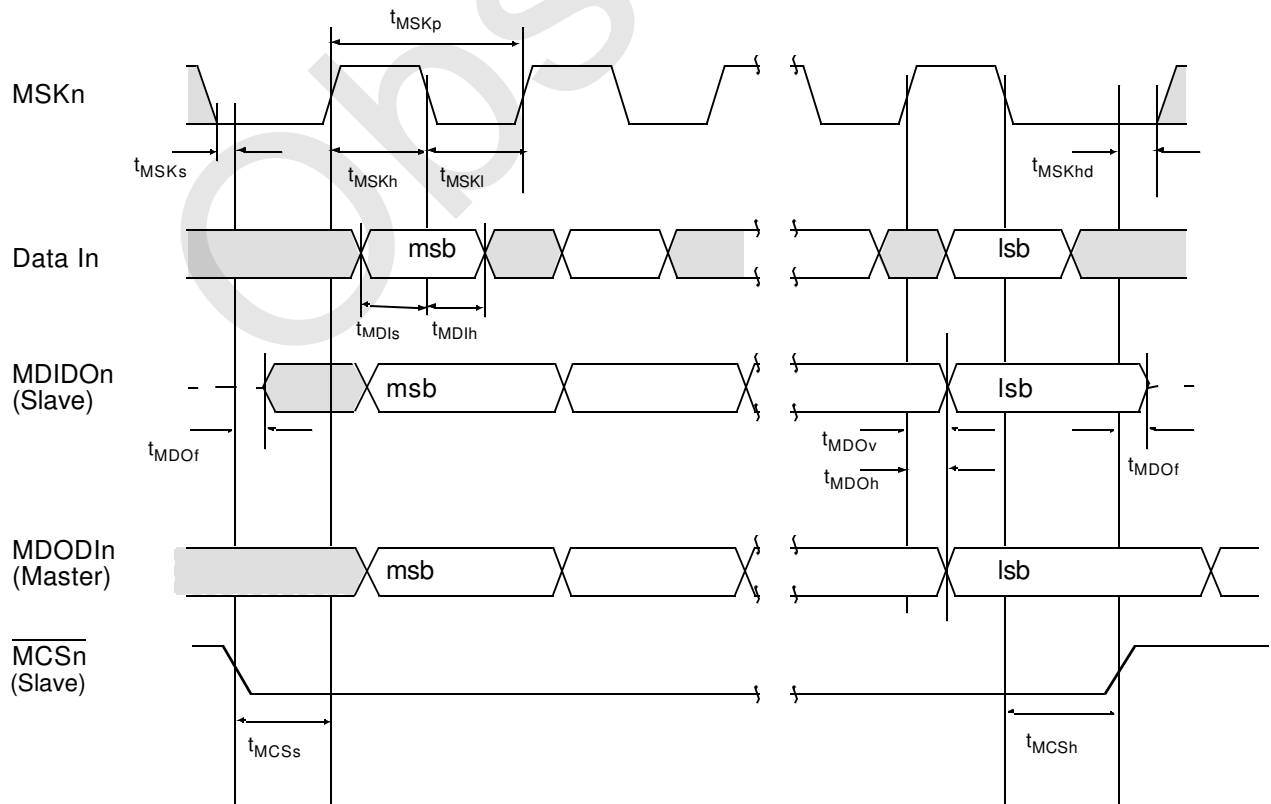 tMSKp
MSKn
tMSKs
tMSKh
tMSKl
tMSKhd
Data In
msb
lsb
tMDIs
tMDIh
MDIDOn
(Slave)
msb
lsb
tMDOf
tMDOv
tMDOh
tMDOf
MDODIn
(Master)
msb
lsb
MCSn
(Slave)
tMCSs
tMCSh
Obs